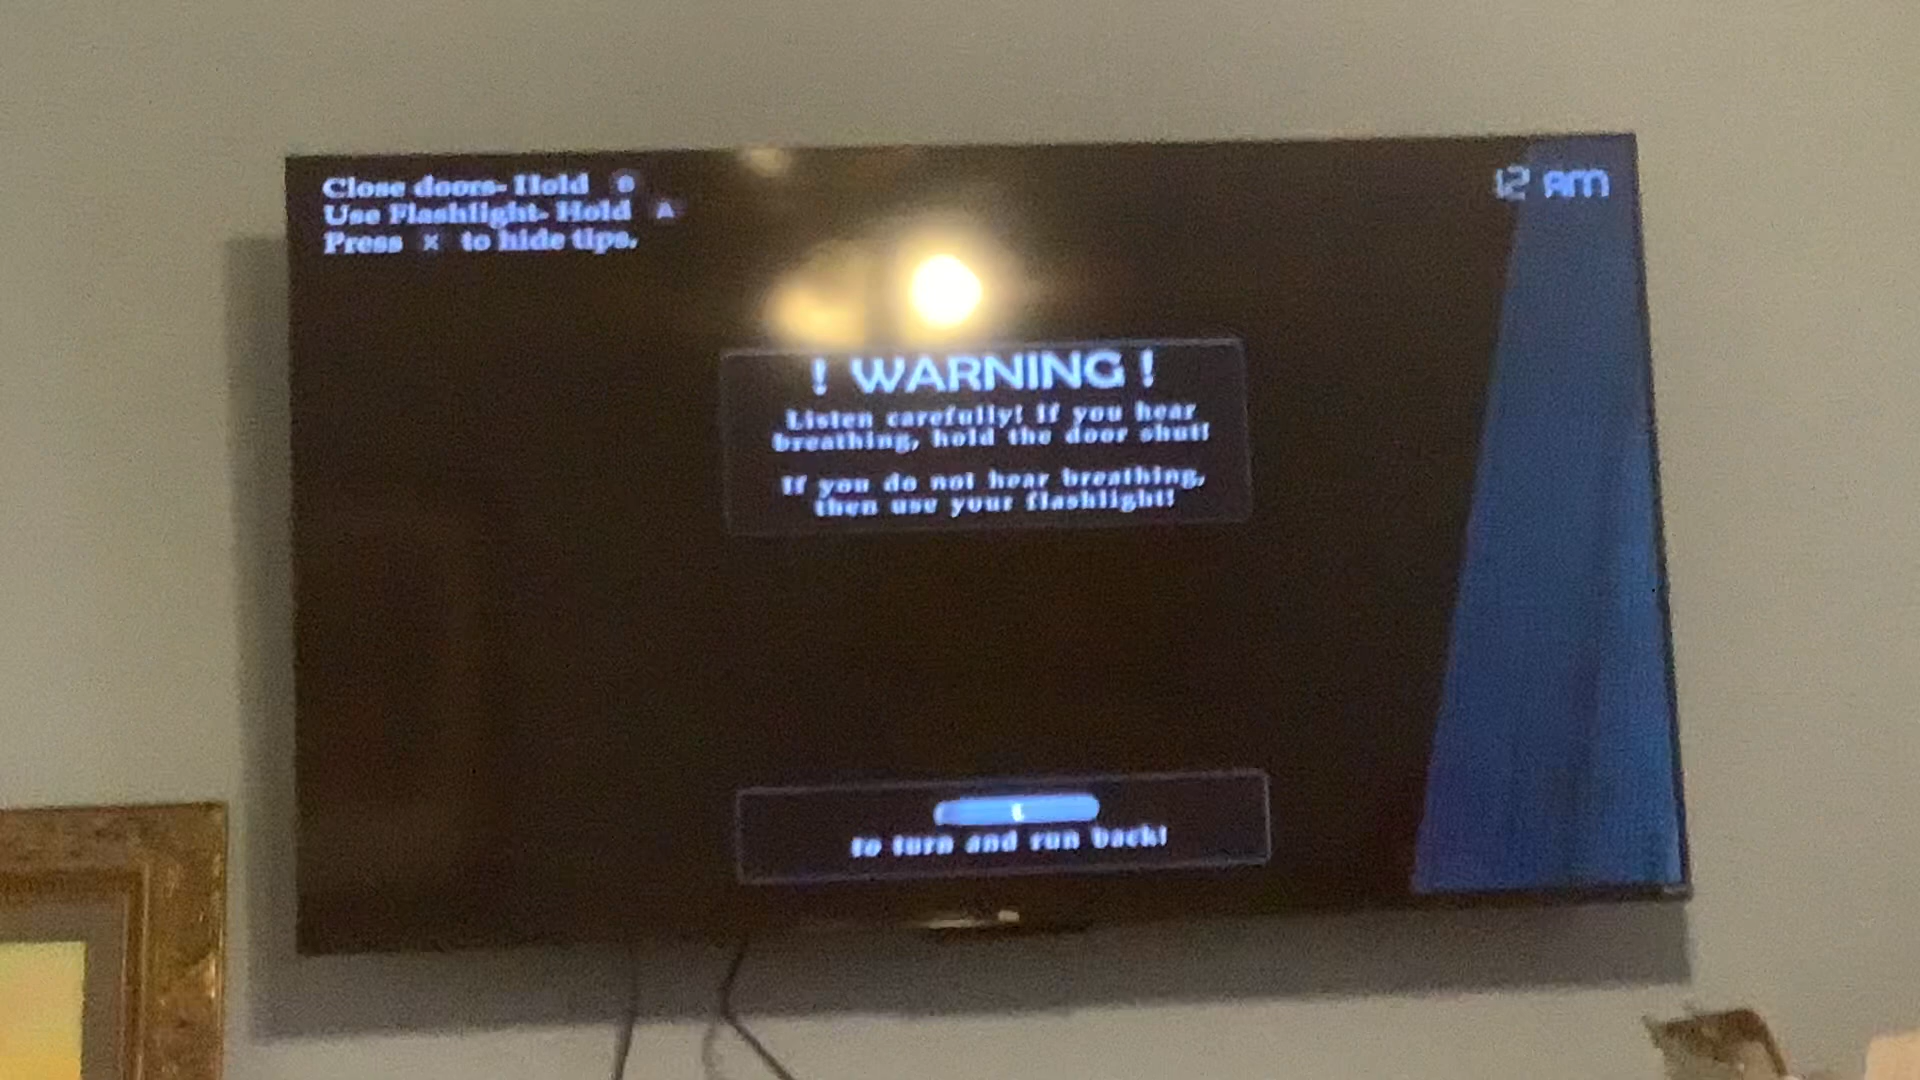 Close doors- Hold B
Use Flashlight- Hold A
Press X to hide tips.
12 AM
! WARNING !
Listen carefully! If you hear
breathing, hold the door shut!
If you do not hear breathing,
then use your flashlight!
to turn and run back!